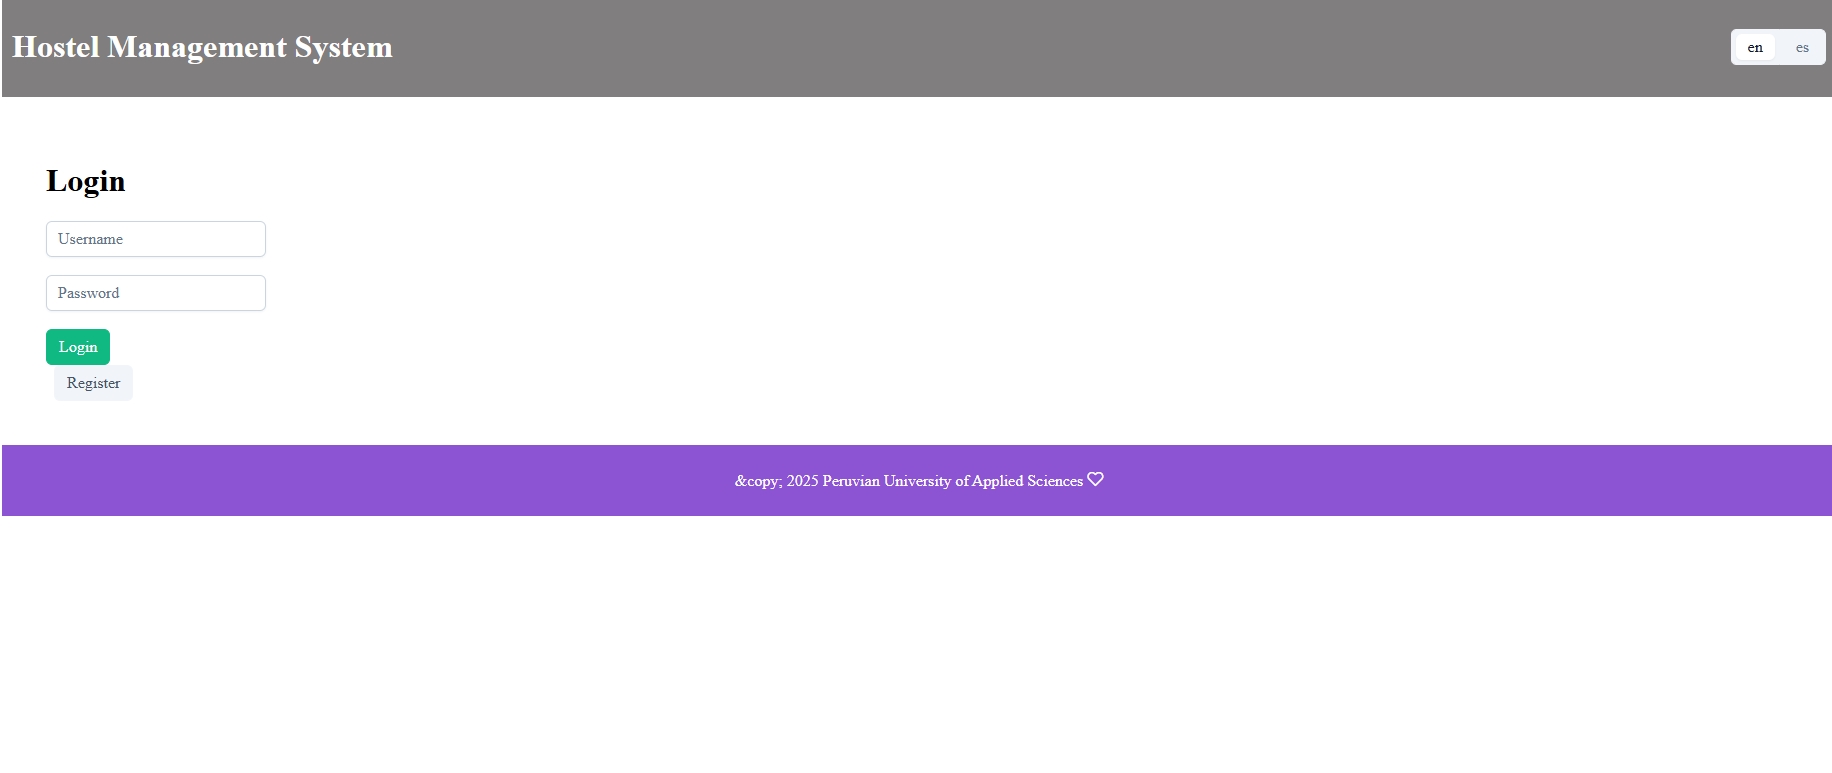 Hostel Management System
en es
Login
Username
Password
Login
Register
&copy; 2025 Peruvian University of Applied Sciences